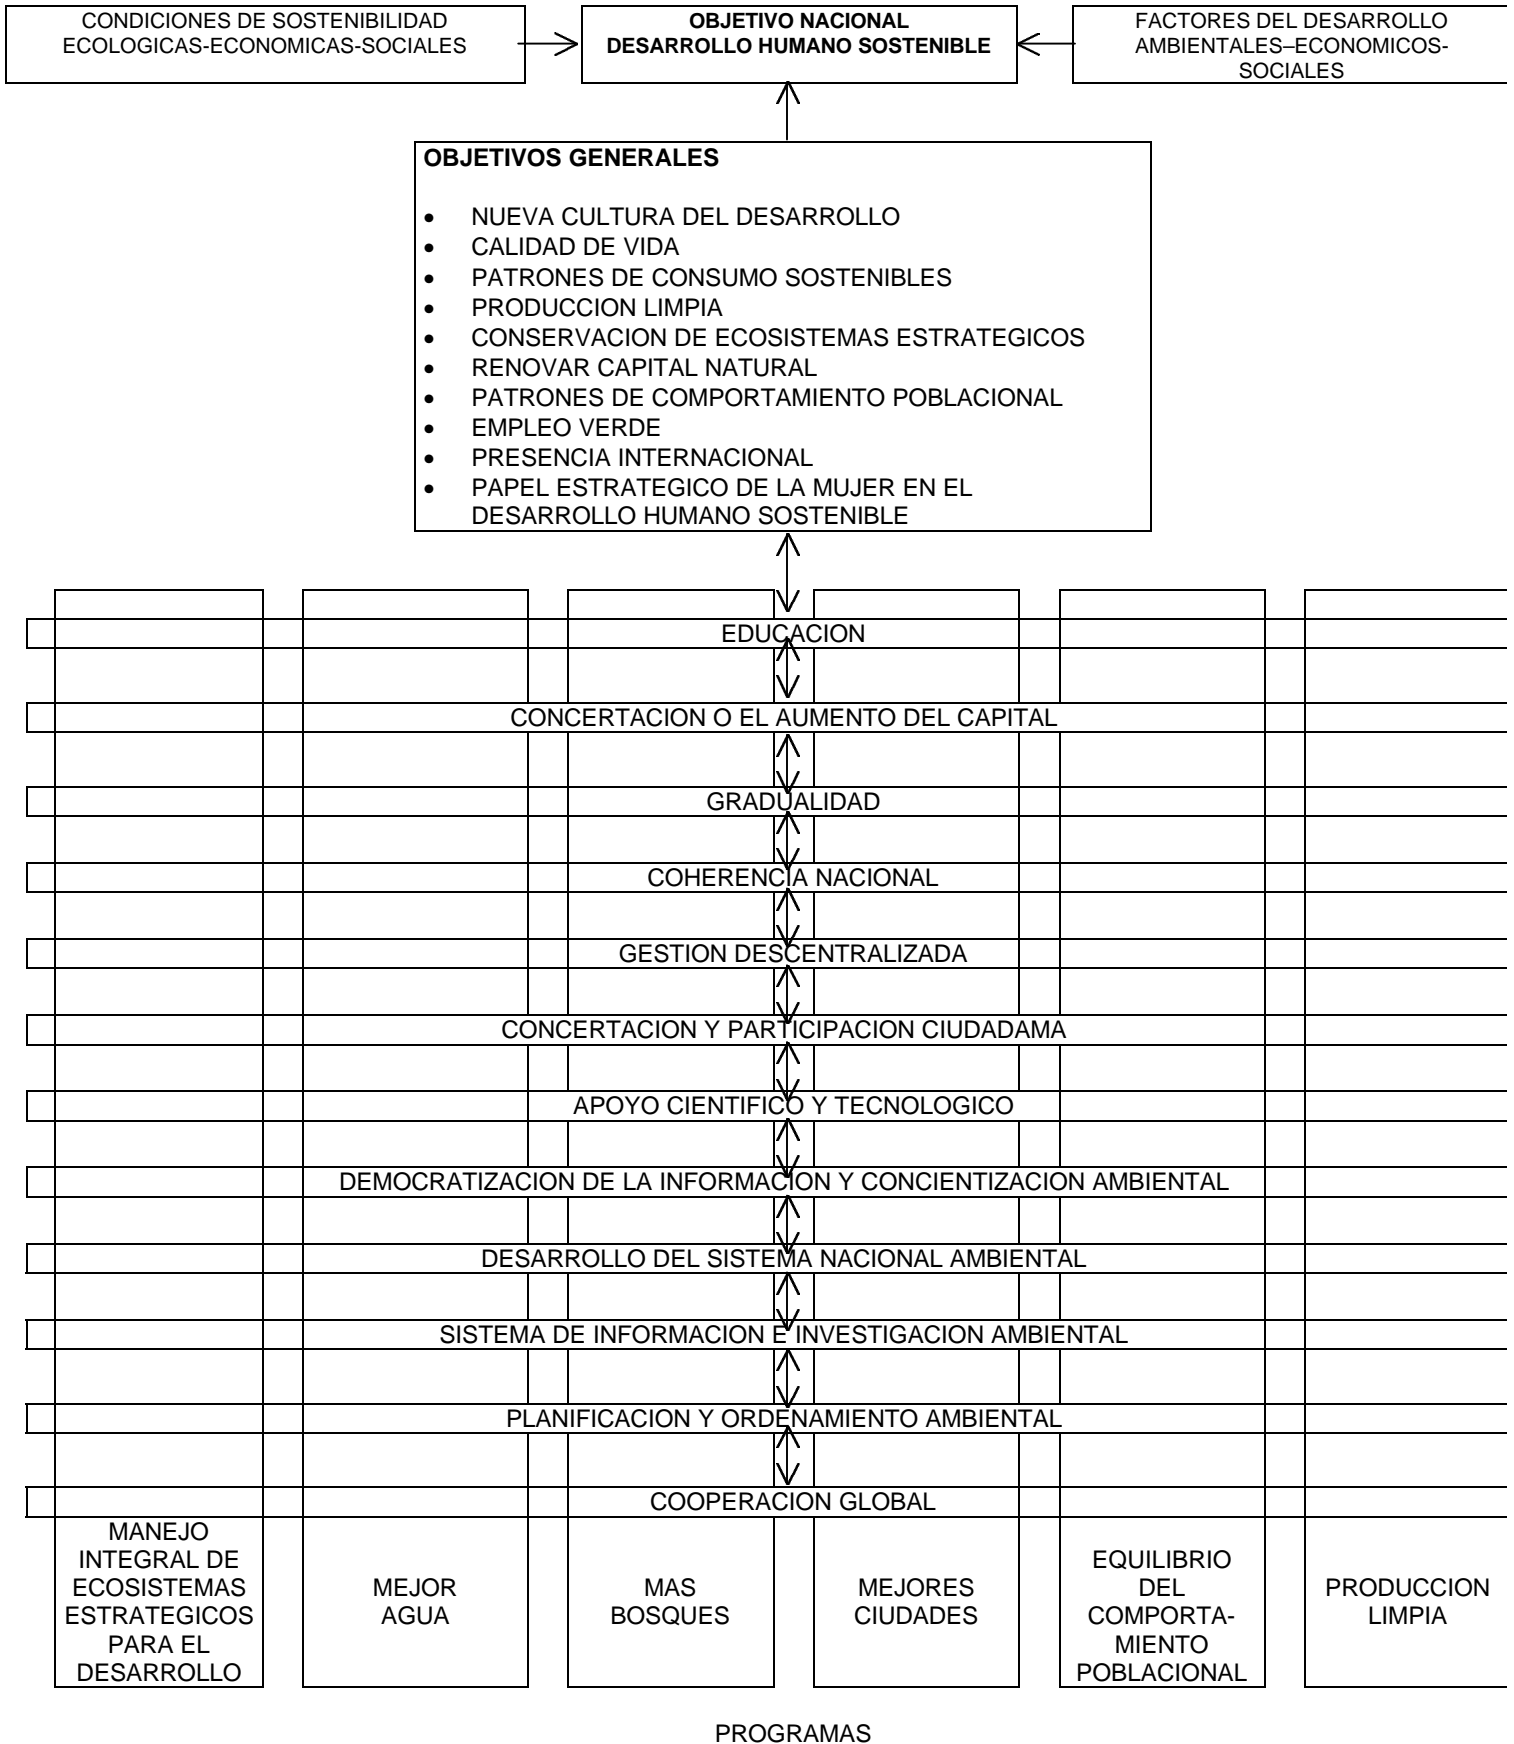 CONDICIONES DE SOSTENIBILIDAD
ECOLOGICAS-ECONOMICAS-SOCIALES
OBJETIVO NACIONAL
DESARROLLO HUMANO SOSTENIBLE
FACTORES DEL DESARROLLO
AMBIENTALES–ECONOMICOS-
SOCIALES
OBJETIVOS GENERALES
• NUEVA CULTURA DEL DESARROLLO
• CALIDAD DE VIDA
• PATRONES DE CONSUMO SOSTENIBLES
• PRODUCCION LIMPIA
• CONSERVACION DE ECOSISTEMAS ESTRATEGICOS
• RENOVAR CAPITAL NATURAL
• PATRONES DE COMPORTAMIENTO POBLACIONAL
• EMPLEO VERDE
• PRESENCIA INTERNACIONAL
• PAPEL ESTRATEGICO DE LA MUJER EN EL
DESARROLLO HUMANO SOSTENIBLE
EDUCACION
CONCERTACION O EL AUMENTO DEL CAPITAL
GRADUALIDAD
COHERENCIA NACIONAL
GESTION DESCENTRALIZADA
CONCERTACION Y PARTICIPACION CIUDADAMA
APOYO CIENTIFICO Y TECNOLOGICO
DEMOCRATIZACION DE LA INFORMACION Y CONCIENTIZACION AMBIENTAL
DESARROLLO DEL SISTEMA NACIONAL AMBIENTAL
SISTEMA DE INFORMACION E INVESTIGACION AMBIENTAL
PLANIFICACION Y ORDENAMIENTO AMBIENTAL
COOPERACION GLOBAL
MANEJO
INTEGRAL DE
ECOSISTEMAS
ESTRATEGICOS
PARA EL
DESARROLLO
MEJOR
AGUA
MAS
BOSQUES
MEJORES
CIUDADES
EQUILIBRIO
DEL
COMPORTA-
MIENTO
POBLACIONAL
PRODUCCION
LIMPIA
PROGRAMAS